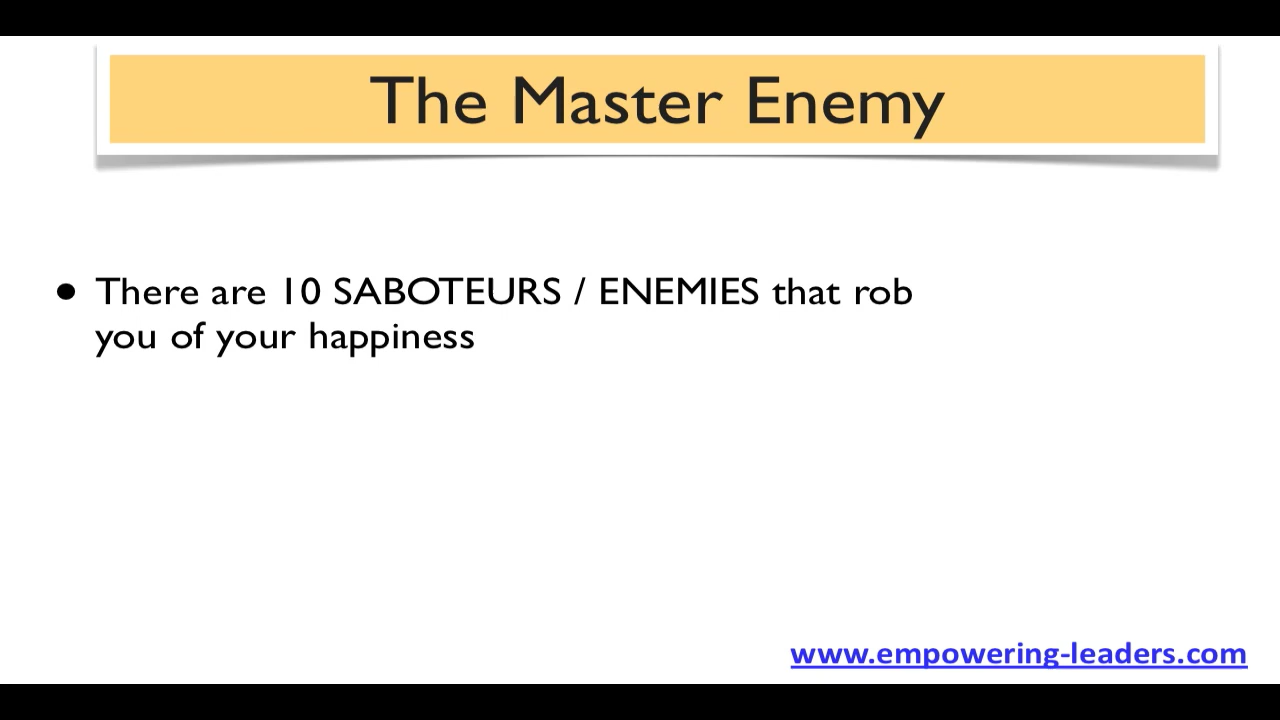 The Master Enemy
• There are 10 SABOTEURS / ENEMIES that rob
you of your happiness
www.empowering-leaders.com